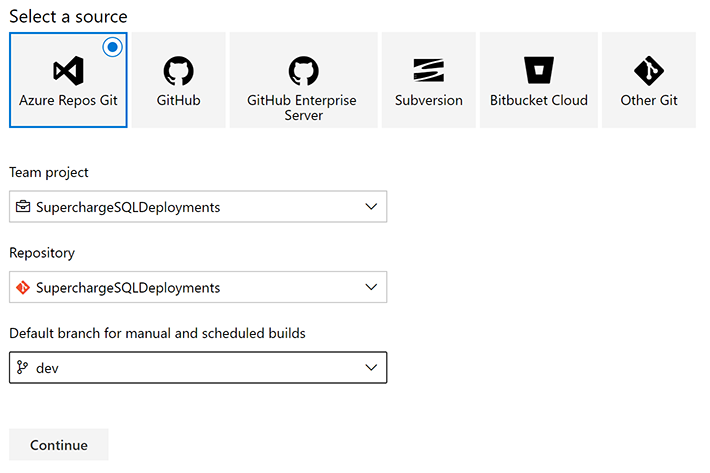 Select a source
Azure Repos Git
GitHub
GitHub Enterprise
Server
Subversion
Bitbucket Cloud
Other Git
Team project
SuperchargeSQLDeployments
Repository
SuperchargeSQLDeployments
Default branch for manual and scheduled builds
dev
Continue